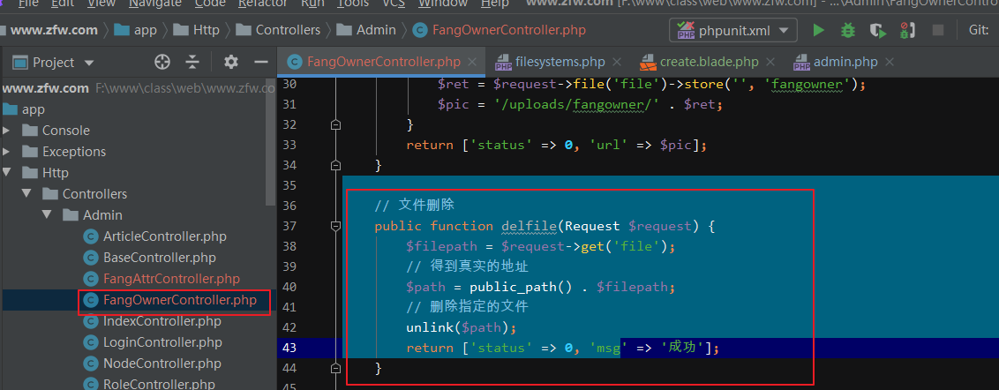 File Edit View Navigate Code Refactor Run Tools VCS Window Help www.zfw.com [F:\www\class\web\www.zfw.com] - ...\Admin\FangOwnerContro
www.zfw.com app Http Controllers Admin FangOwnerController.php phpunit.xml Git:
Project FangOwnerController.php filesystems.php create.blade.php admin.php
www.zfw.com F:\www\class\web\www.zfw.co
app
Console
Exceptions
Http
Controllers
Admin
ArticleController.php
BaseController.php
FangAttrController.php
FangOwnerController.php
IndexController.php
LoginController.php
NodeController.php
RoleController.php
30 $ret = $request->file('file')->store('', 'fangowner');
31 $pic = '/uploads/fangowner/' . $ret;
32 }
33 return ['status' => 0, 'url' => $pic];
34 }
35
36 // 文件删除
37 public function delfile(Request $request) {
38 $filepath = $request->get('file');
39 // 得到真实的地址
40 $path = public_path() . $filepath;
41 // 删除指定的文件
42 unlink($path);
43 return ['status' => 0, 'msg' => '成功'];
44 }
45